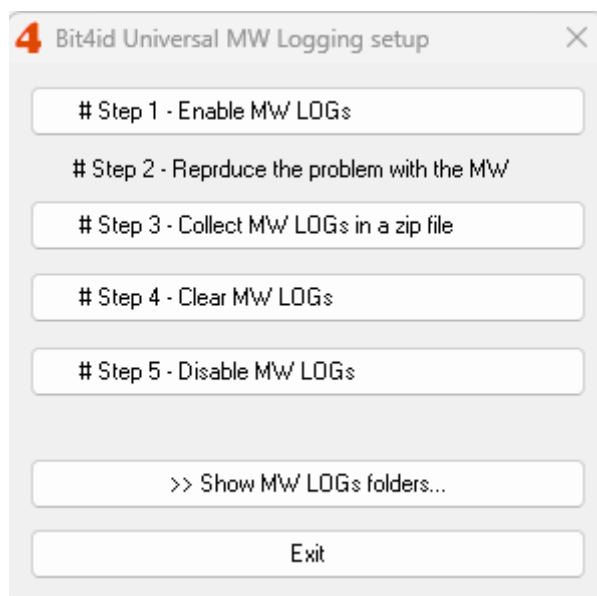 4 Bit4id Universal MW Logging setup
# Step 1 - Enable MW LOGs
# Step 2 - Reprduce the problem with the MW
# Step 3 - Collect MW LOGs in a zip file
# Step 4 - Clear MW LOGs
# Step 5 - Disable MW LOGs
>> Show MW LOGs folders...
Exit